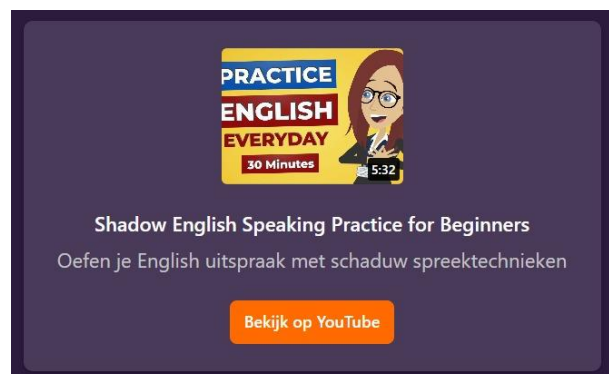 PRACTICE
ENGLISH
EVERYDAY
30 Minutes
5:32
Shadow English Speaking Practice for Beginners
Oefen je English uitspraak met schaduw spreektechnieken
Bekijk op YouTube